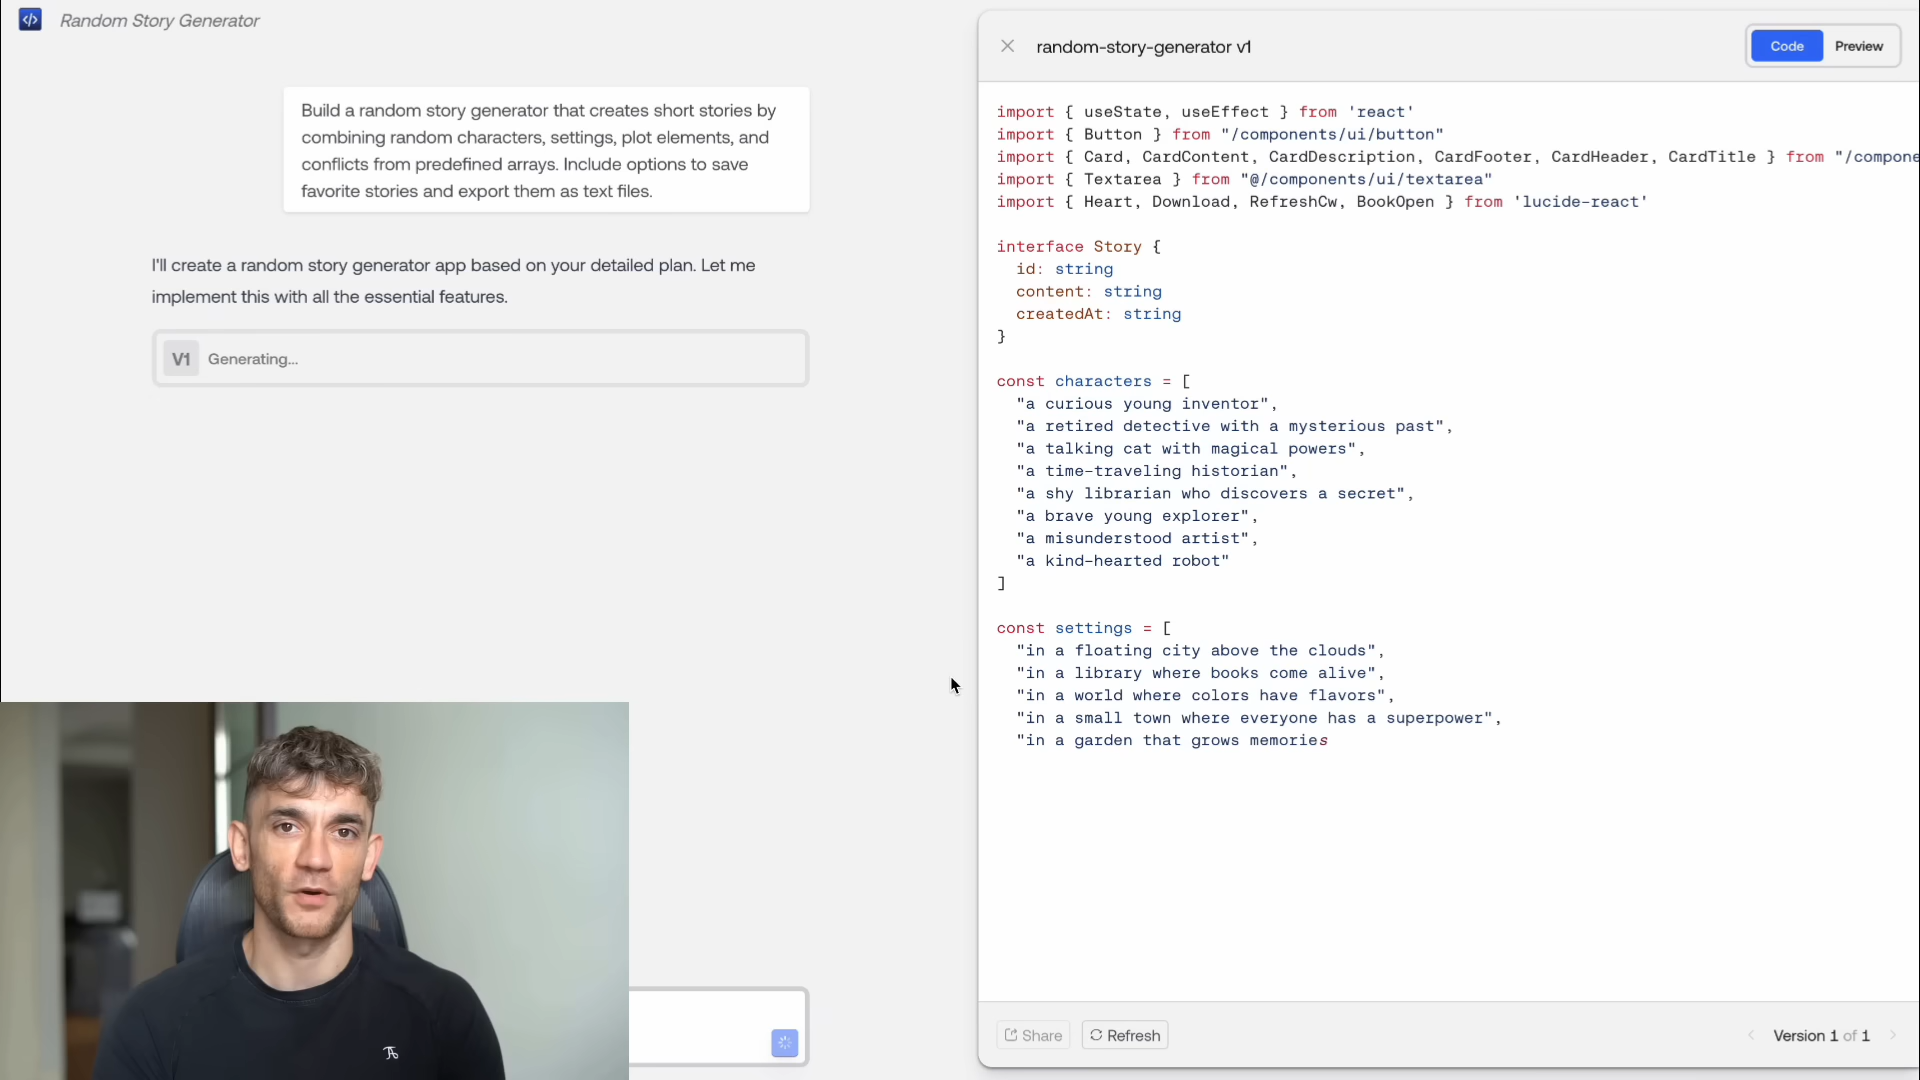 Random Story Generator
Build a random story generator that creates short stories by
combining random characters, settings, plot elements, and
conflicts from predefined arrays. Include options to save
favorite stories and export them as text files.
I'll create a random story generator app based on your detailed plan. Let me
implement this with all the essential features.
V1 Generating...
random-story-generator v1
Code Preview
import { useState, useEffect } from 'react'
import { Button } from "/components/ui/button"
import { Card, CardContent, CardDescription, CardFooter, CardHeader, CardTitle } from "/compone
import { Textarea } from "@/components/ui/textarea"
import { Heart, Download, RefreshCw, BookOpen } from 'lucide-react'
interface Story {
id: string
content: string
createdAt: string
}
const characters = [
"a curious young inventor",
"a retired detective with a mysterious past",
"a talking cat with magical powers",
"a time-traveling historian",
"a shy librarian who discovers a secret",
"a brave young explorer",
"a misunderstood artist",
"a kind-hearted robot"
]
const settings = [
"in a floating city above the clouds",
"in a library where books come alive",
"in a world where colors have flavors",
"in a small town where everyone has a superpower",
"in a garden that grows memories
Share Refresh Version 1 of 1